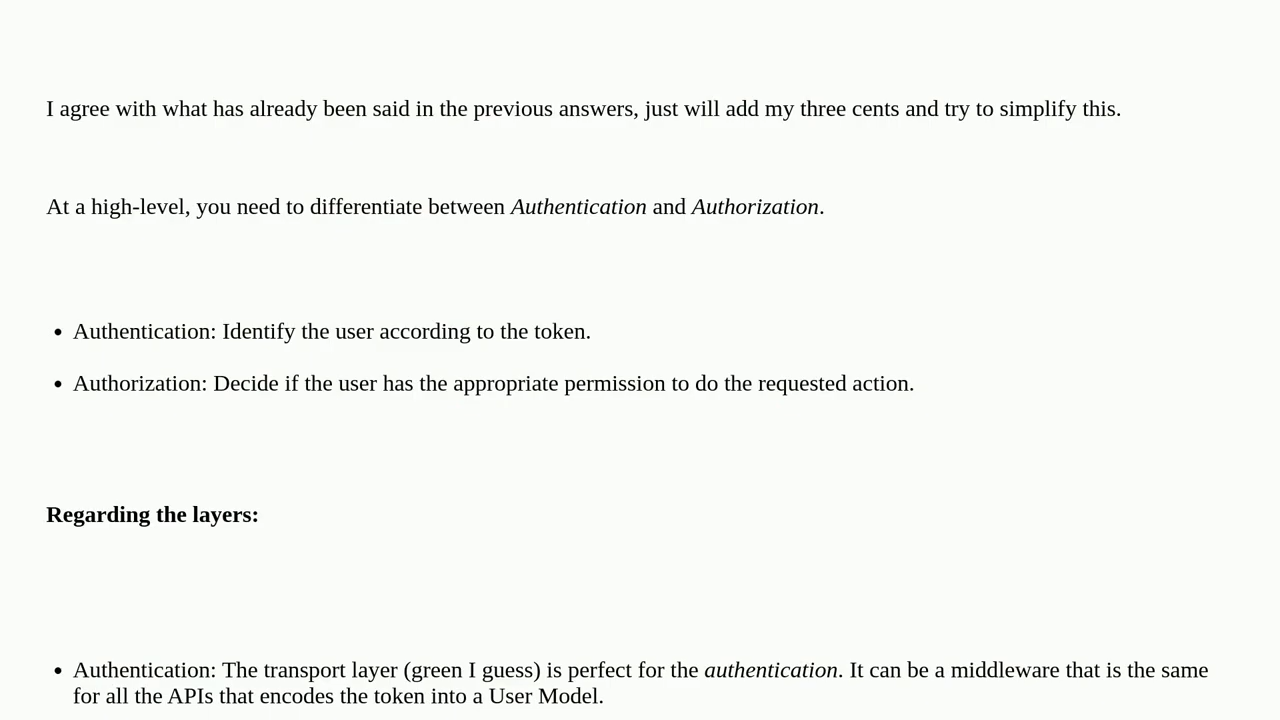 I agree with what has already been said in the previous answers, just will add my three cents and try to simplify this.
At a high-level, you need to differentiate between Authentication and Authorization.
• Authentication: Identify the user according to the token.
• Authorization: Decide if the user has the appropriate permission to do the requested action.
Regarding the layers:
• Authentication: The transport layer (green I guess) is perfect for the authentication. It can be a middleware that is the same
for all the APIs that encodes the token into a User Model.